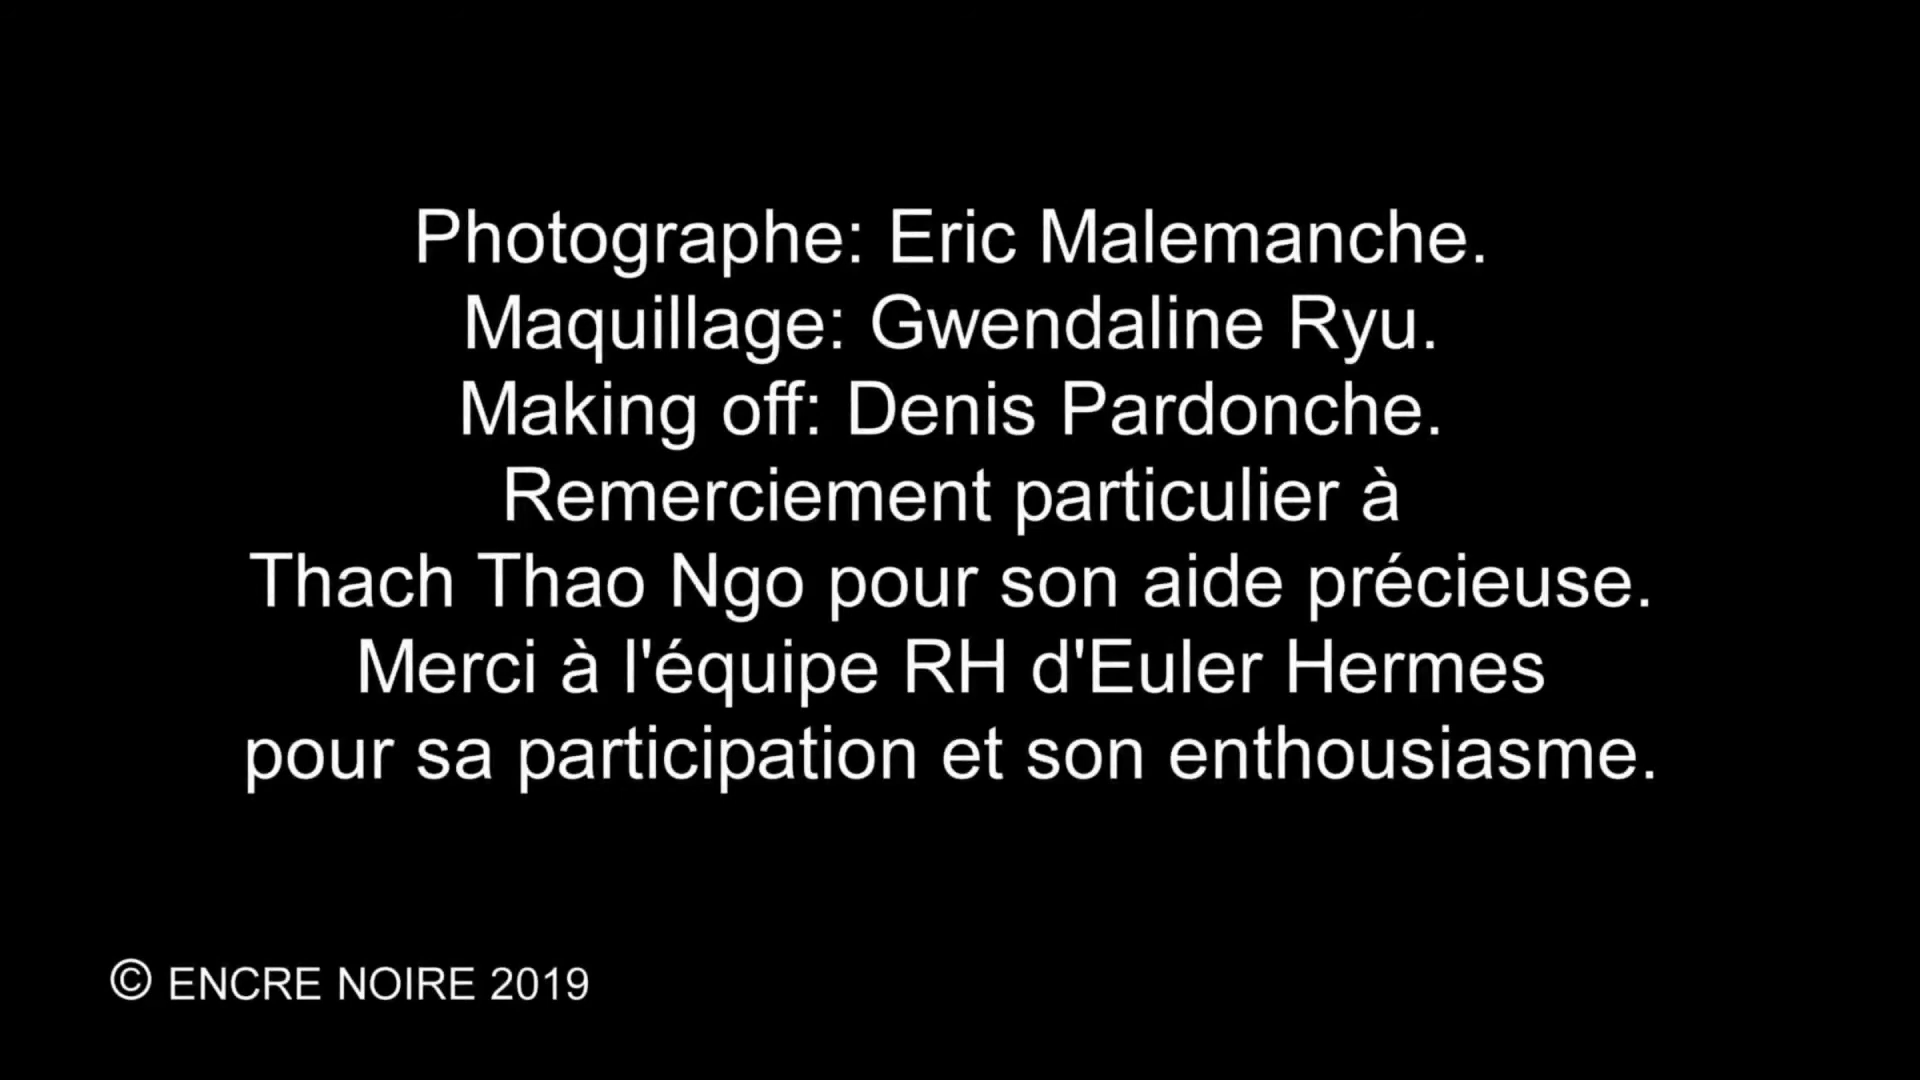 Photographe: Eric Malemanche.
Maquillage: Gwendaline Ryu.
Making off: Denis Pardonche.
Remerciement particulier à
Thach Thao Ngo pour son aide précieuse.
Merci à l'équipe RH d'Euler Hermes
pour sa participation et son enthousiasme.
© ENCRE NOIRE 2019